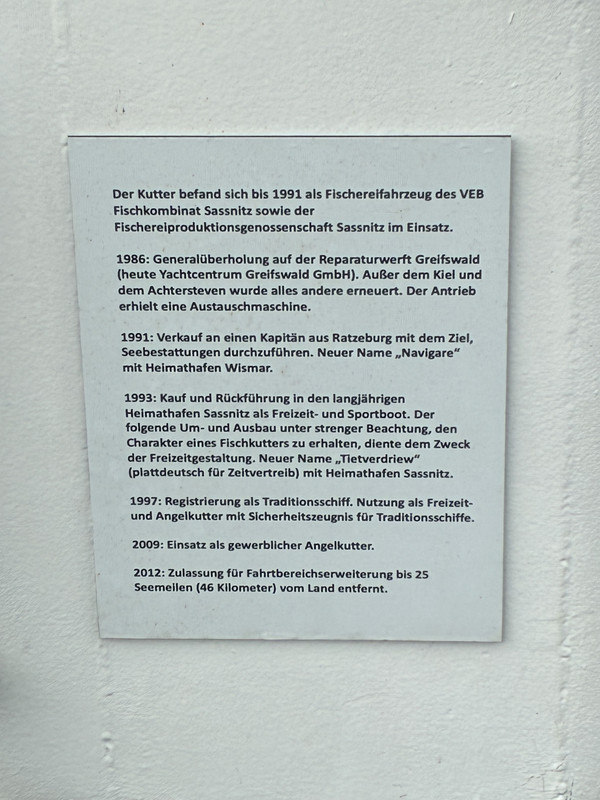 Der Kutter befand sich bis 1991 als Fischereifahrzeug des VEB
Fischkombinat Sassnitz sowie der
Fischereiproduktionsgenossenschaft Sassnitz im Einsatz.
1986: Generalüberholung auf der Reparaturwerft Greifswald
(heute Yachtcentrum Greifswald GmbH). Außer dem Kiel und
dem Achtersteven wurde alles andere erneuert. Der Antrieb
erhielt eine Austauschmaschine.
1991: Verkauf an einen Kapitän aus Ratzeburg mit dem Ziel,
Seebestattungen durchzuführen. Neuer Name „Navigare“
mit Heimathafen Wismar.
1993: Kauf und Rückführung in den langjährigen
Heimathafen Sassnitz als Freizeit- und Sportboot. Der
folgende Um- und Ausbau unter strenger Beachtung, den
Charakter eines Fischkutters zu erhalten, diente dem Zweck
der Freizeitgestaltung. Neuer Name „Tietverdriew“
(plattdeutsch für Zeitvertreib) mit Heimathafen Sassnitz.
1997: Registrierung als Traditionsschiff. Nutzung als Freizeit-
und Angelkutter mit Sicherheitszeugnis für Traditionsschiffe.
2009: Einsatz als gewerblicher Angelkutter.
2012: Zulassung für Fahrtbereichserweiterung bis 25
Seemeilen (46 Kilometer) vom Land entfernt.